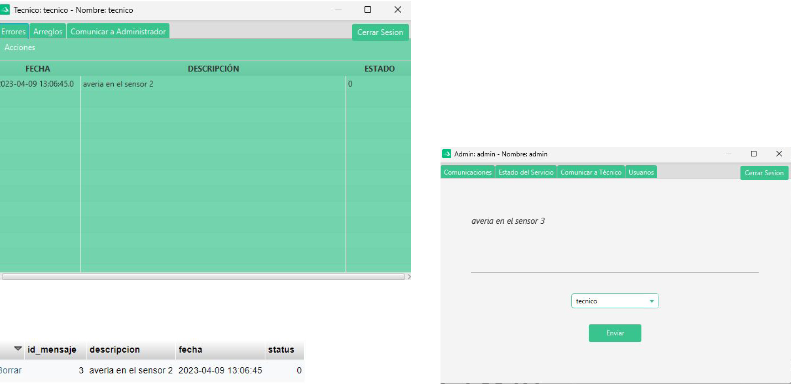 Tecnico: tecnico - Nombre: tecnico
Errores Arreglos Comunicar a Administrador Cerrar Sesion
Acciones
FECHA DESCRIPCIÓN ESTADO
2023-04-09 13:06:45.0 averia en el sensor 2 0
id_mensaje descripcion fecha status
Borrar 3 averia en el sensor 2 2023-04-09 13:06:45 0
Admin: admin - Nombre: admin
Comunicaciones Estado del Servicio Comunicar a Técnico Usuarios Cerrar Sesion
averia en el sensor 3
tecnico
Enviar